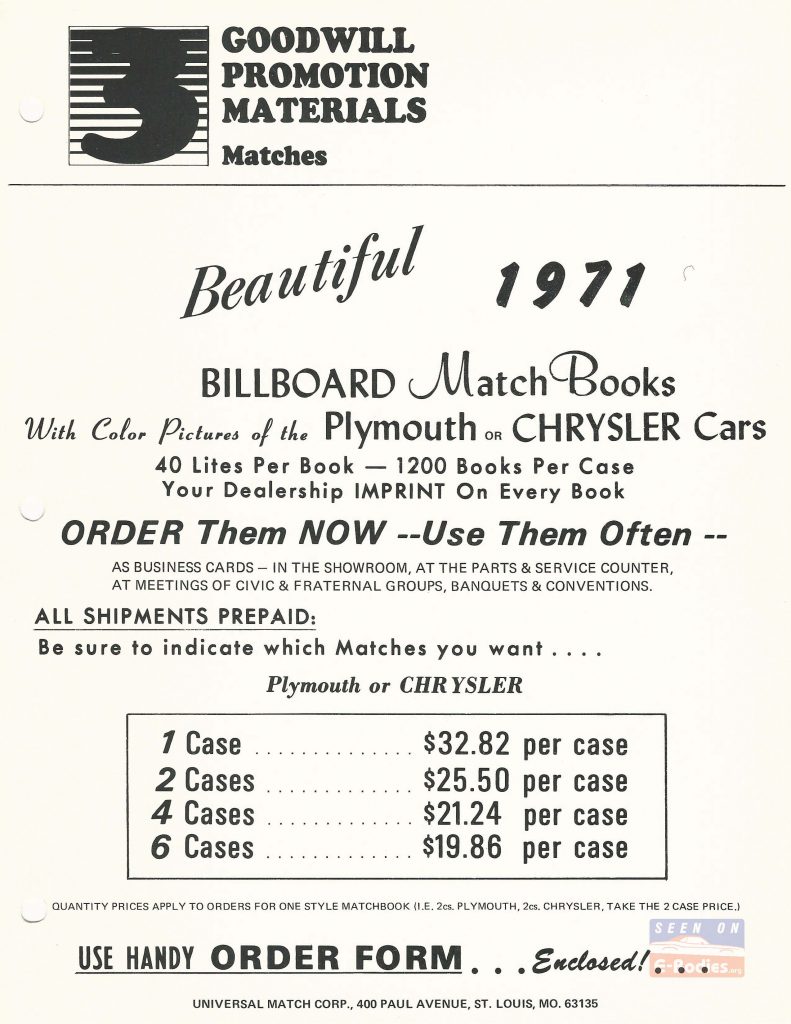 3
GOODWILL
PROMOTION
MATERIALS
Matches
Beautiful 1971
BILLBOARD Match Books
With Color Pictures of the Plymouth OR CHRYSLER Cars
40 Lites Per Book — 1200 Books Per Case
Your Dealership IMPRINT On Every Book
ORDER Them NOW --Use Them Often --
AS BUSINESS CARDS – IN THE SHOWROOM, AT THE PARTS & SERVICE COUNTER,
AT MEETINGS OF CIVIC & FRATERNAL GROUPS, BANQUETS & CONVENTIONS.
ALL SHIPMENTS PREPAID:
Be sure to indicate which Matches you want . . . .
Plymouth or CHRYSLER
1 Case .............. $32.82 per case
2 Cases ............. $25.50 per case
4 Cases ............. $21.24 per case
6 Cases ............. $19.86 per case
QUANTITY PRICES APPLY TO ORDERS FOR ONE STYLE MATCHBOOK (I.E. 2cs. PLYMOUTH, 2cs. CHRYSLER, TAKE THE 2 CASE PRICE.)
SEEN ON
USE HANDY ORDER FORM . . . Enclosed! . . .
UNIVERSAL MATCH CORP., 400 PAUL AVENUE, ST. LOUIS, MO. 63135